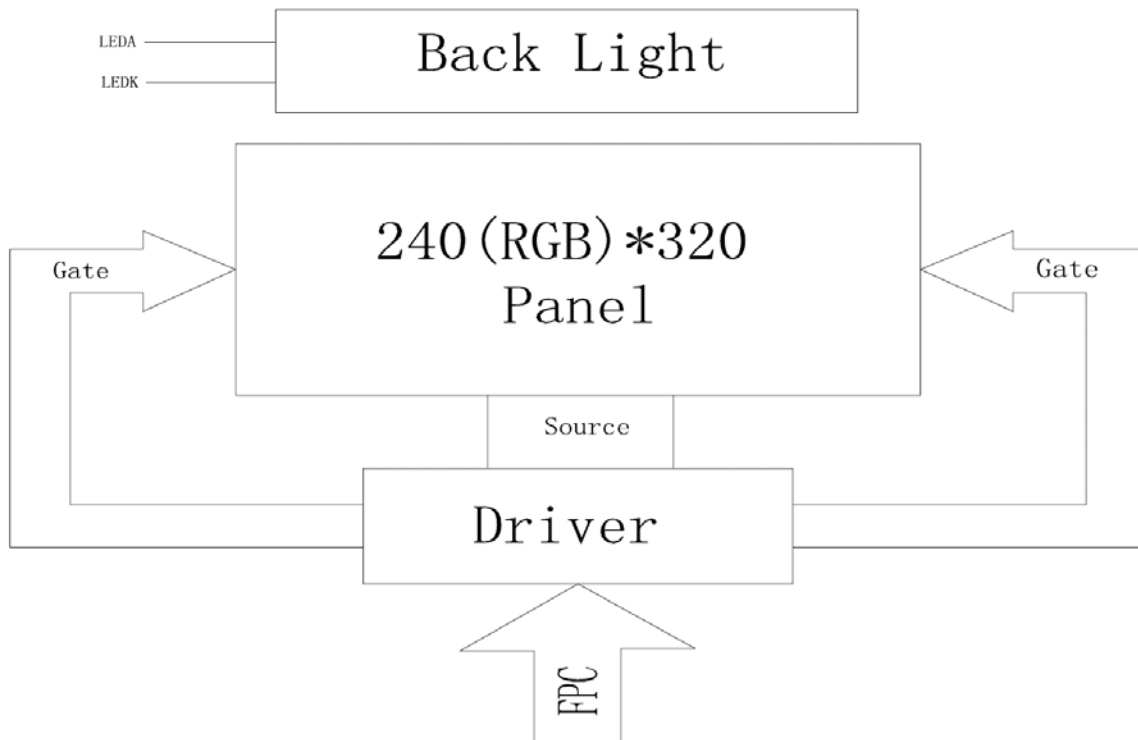 LEDA
LEDK
Back Light
240(RGB)*320
Panel
Gate
Gate
Source
Driver
FPC